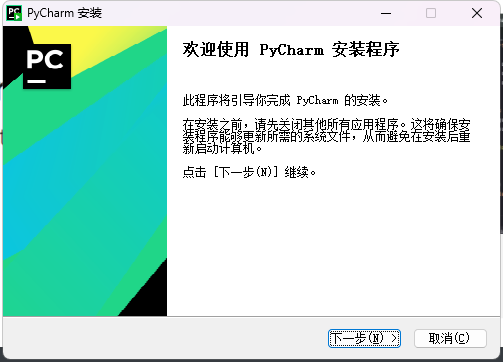 PyCharm 安装
PC
欢迎使用 PyCharm 安装程序
此程序将引导你完成 PyCharm 的安装。
在安装之前，请先关闭其他所有应用程序。这将确保安
装程序能够更新所需的系统文件，从而避免在安装后重
新启动计算机。
点击 [下一步(N)] 继续。
下一步(N) >
取消(C)